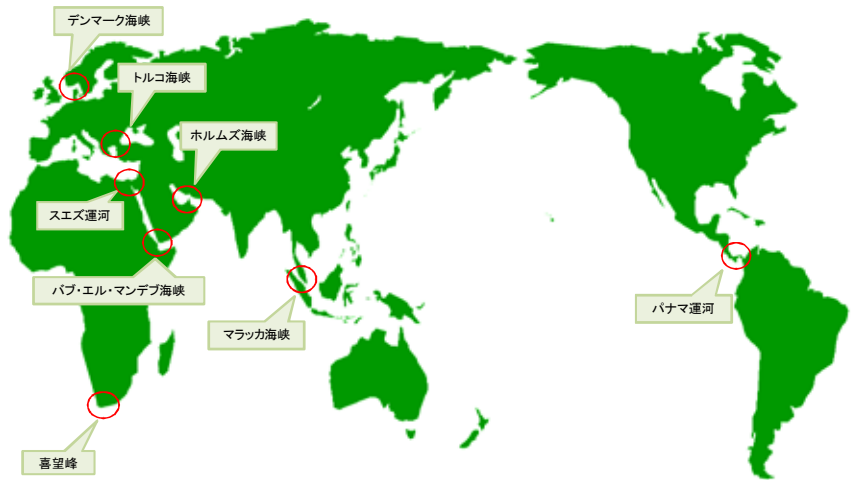 デンマーク海峡
トルコ海峡
ホルムズ海峡
スエズ運河
バブ・エル・マンデブ海峡
マラッカ海峡
パナマ運河
喜望峰